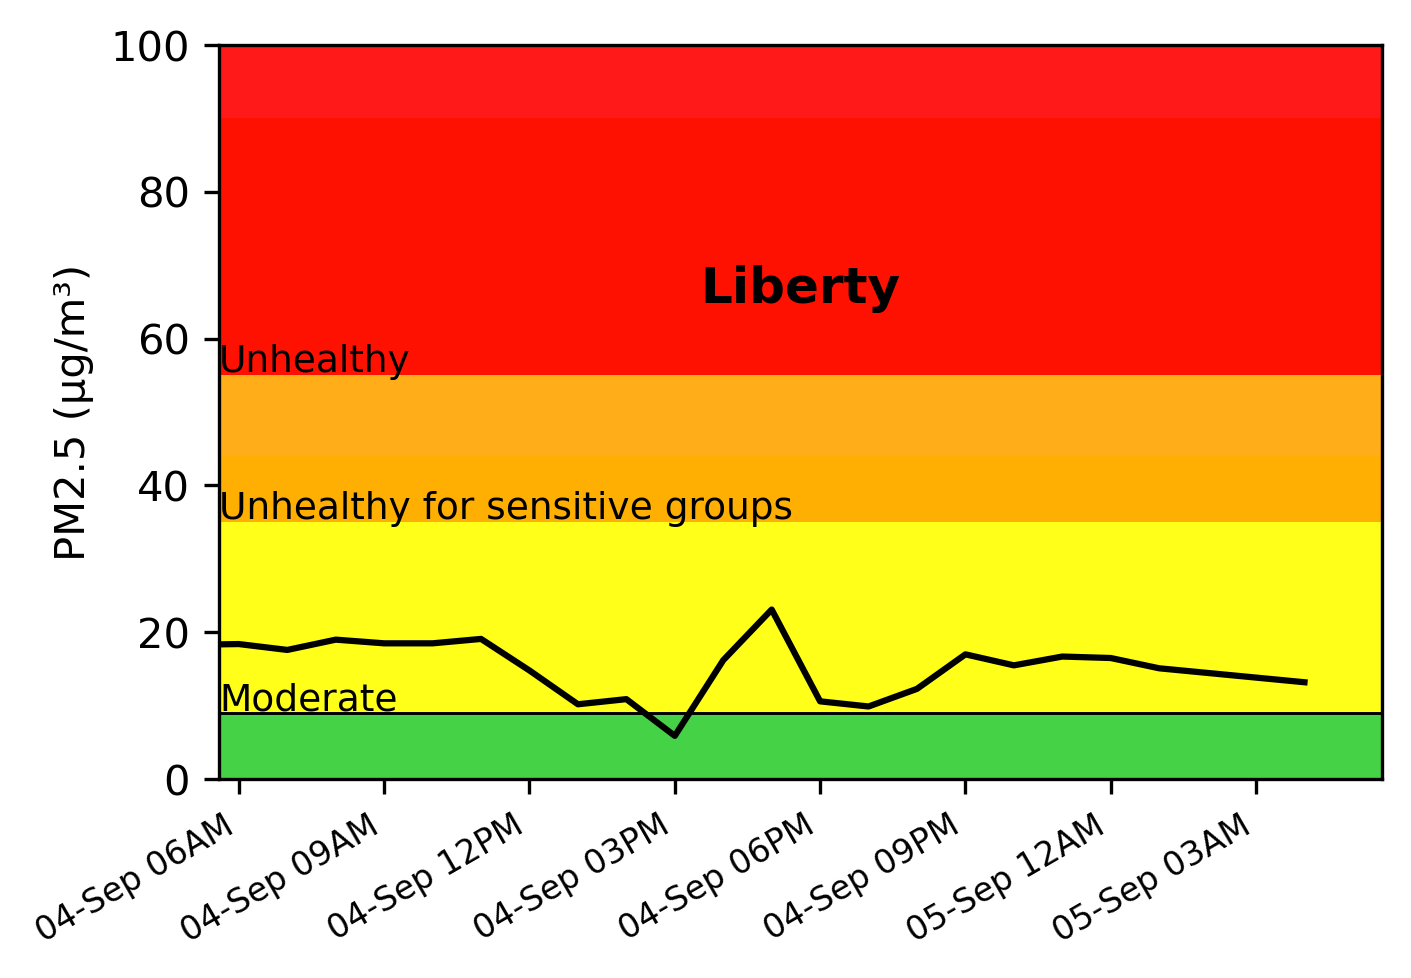 100
80
60
40
20
0
PM2.5 (µg/m³)
Liberty
Unhealthy
Unhealthy for sensitive groups
Moderate
04-Sep 06AM
04-Sep 09AM
04-Sep 12PM
04-Sep 03PM
04-Sep 06PM
04-Sep 09PM
05-Sep 12AM
05-Sep 03AM